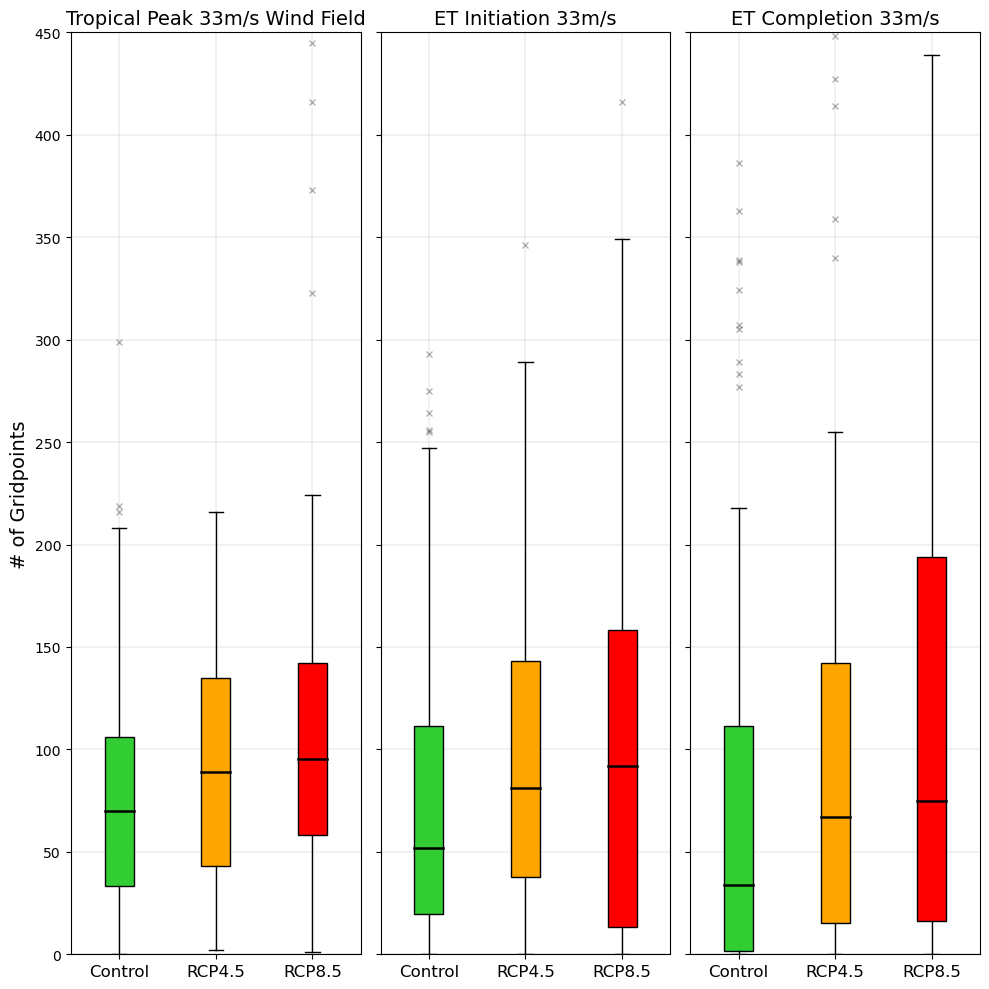 Tropical Peak 33m/s Wind Field
ET Initiation 33m/s
ET Completion 33m/s
# of Gridpoints
450
400
350
300
250
200
150
100
50
0
Control RCP4.5 RCP8.5
Control RCP4.5 RCP8.5
Control RCP4.5 RCP8.5